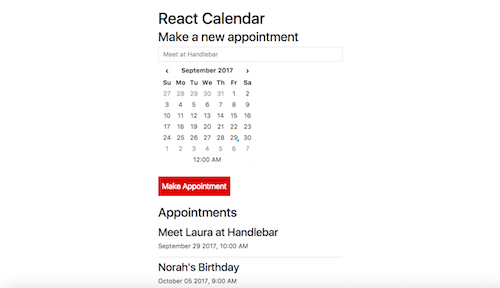 React Calendar
Make a new appointment
Meet at Handlebar
‹ September 2017 ›
Su Mo Tu We Th Fr Sa
27 28 29 30 31 1 2
3 4 5 6 7 8 9
10 11 12 13 14 15 16
17 18 19 20 21 22 23
24 25 26 27 28 29 30
1 2 3 4 5 6 7
12:00 AM
Make Appointment
Appointments
Meet Laura at Handlebar
September 29 2017, 10:00 AM
Norah's Birthday
October 05 2017, 9:00 AM